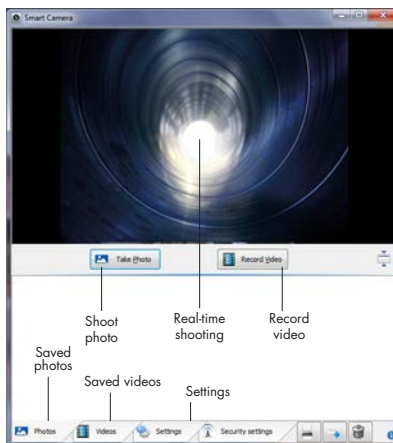 Smart Camera
Take Photo
Record Video
Shoot photo
Real-time shooting
Record video
Saved photos
Saved videos
Settings
Photos
Videos
Settings
Security settings